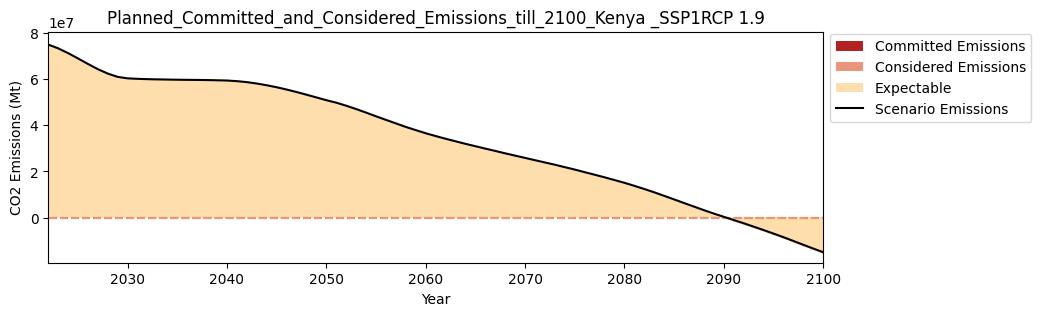 Planned_Committed_and_Considered_Emissions_till_2100_Kenya _SSP1RCP 1.9
1e7
8
6
4
2
0
CO2 Emissions (Mt)
2030 2040 2050 2060 2070 2080 2090 2100
Year
Committed Emissions
Considered Emissions
Expectable
Scenario Emissions